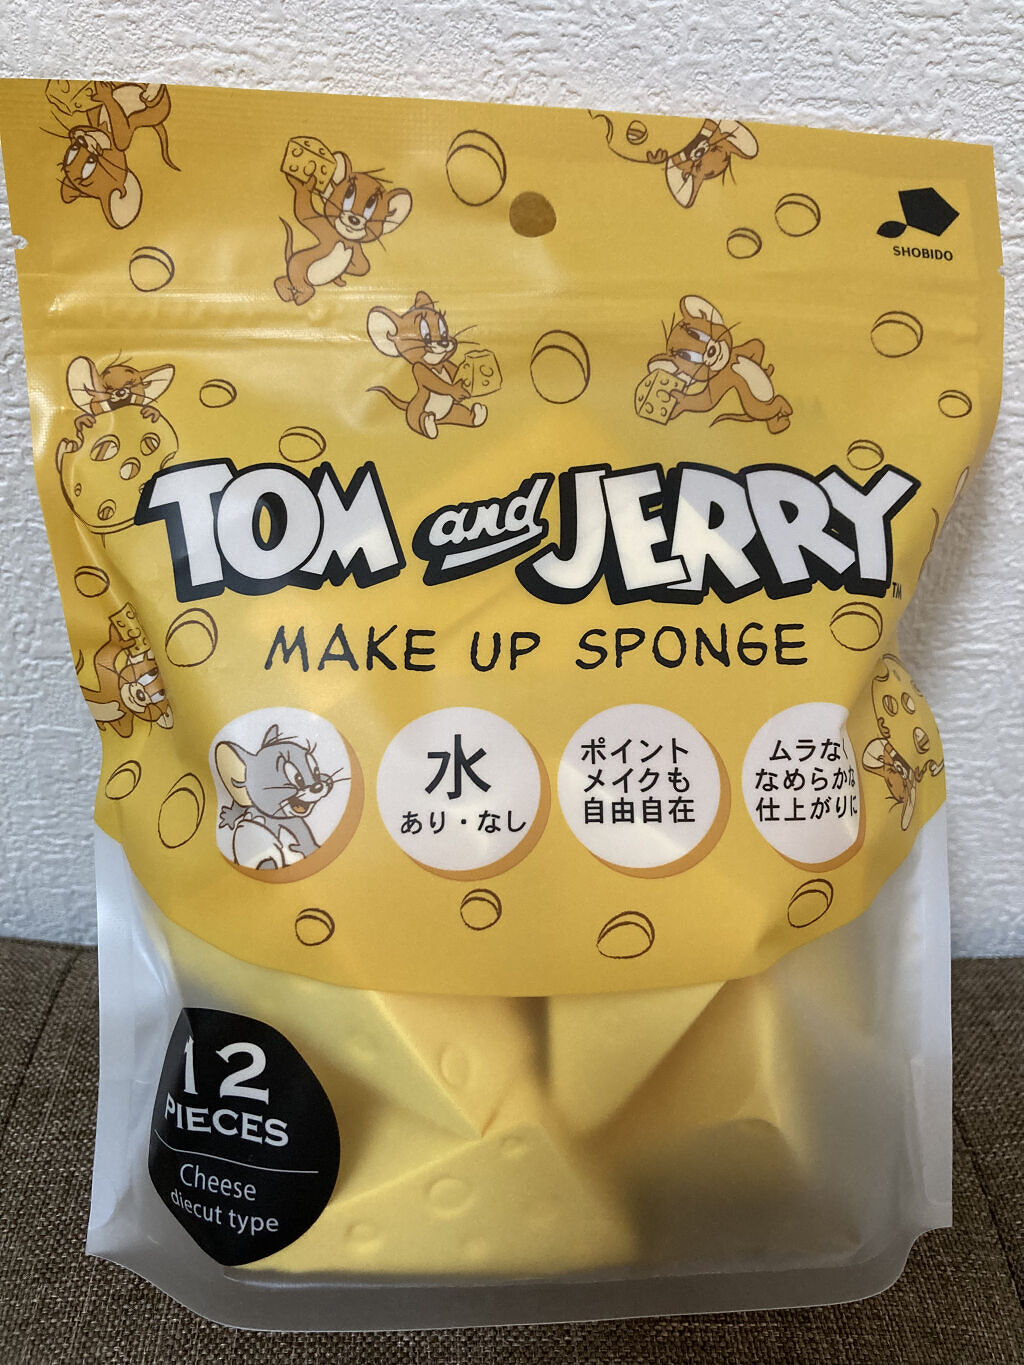 SHOBIDO
TOM and JERRY
TM
MAKE UP SPONGE
水
あり・なし
ポイント
メイクも
自由自在
ムラなく
なめらかな
仕上がりに
12
PIECES
Cheese
diecut type